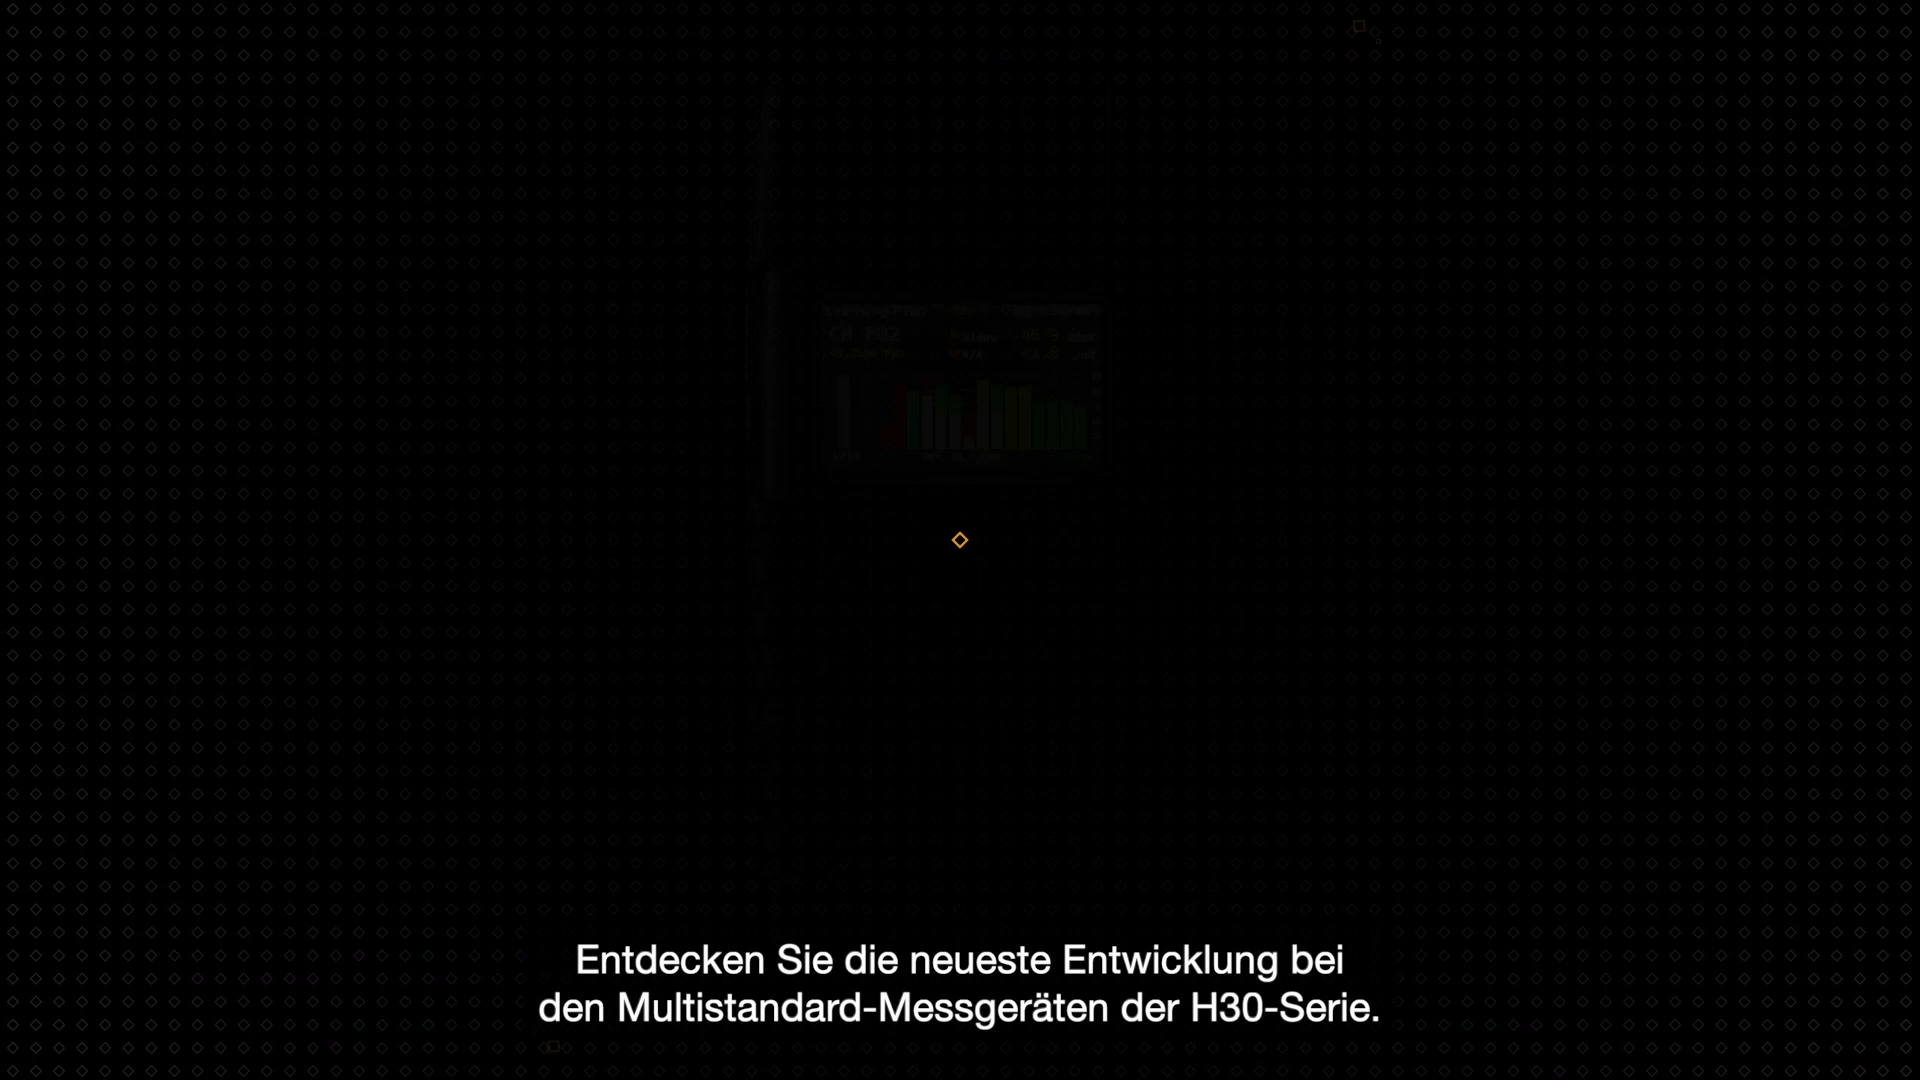 Entdecken Sie die neueste Entwicklung bei
den Multistandard-Messgeräten der H30-Serie.